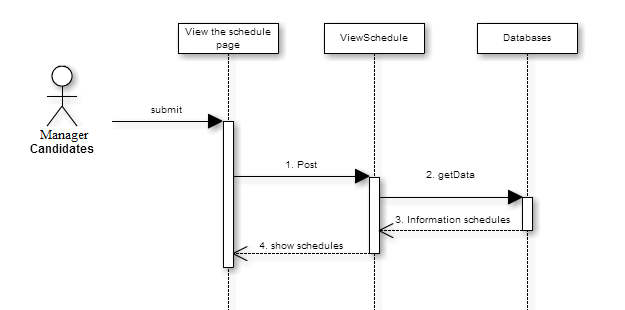 View the schedule
page
ViewSchedule
Databases
submit
Manager
Candidates
1. Post
2. getData
3. Information schedules
4. show schedules